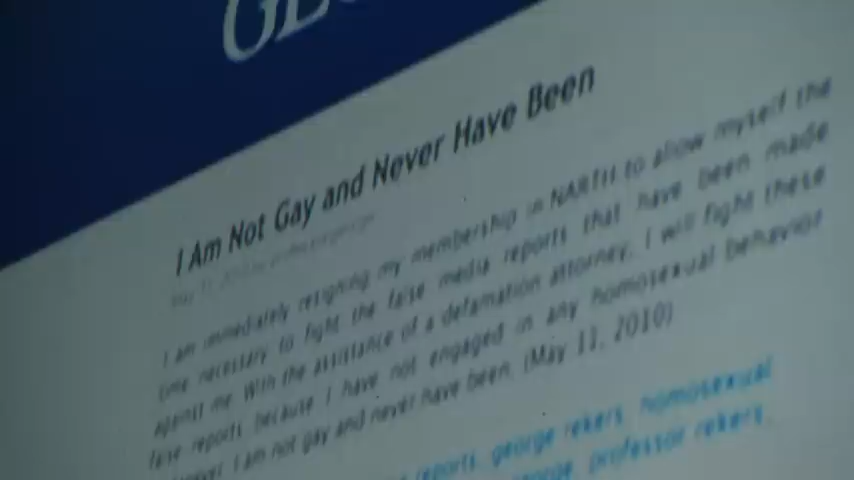 I Am Not Gay and Never Have Been
May 11,
I am immediately resigning my membership in NARTH to allow myself the
time necessary to fight the false media reports that have been made
against me. With the assistance of a defamation attorney, I will fight these
false reports because I have not engaged in any homosexual behavior
I am not gay and never have been. (May 11, 2010)
reports, george rekers, homosexual
professor rekers,